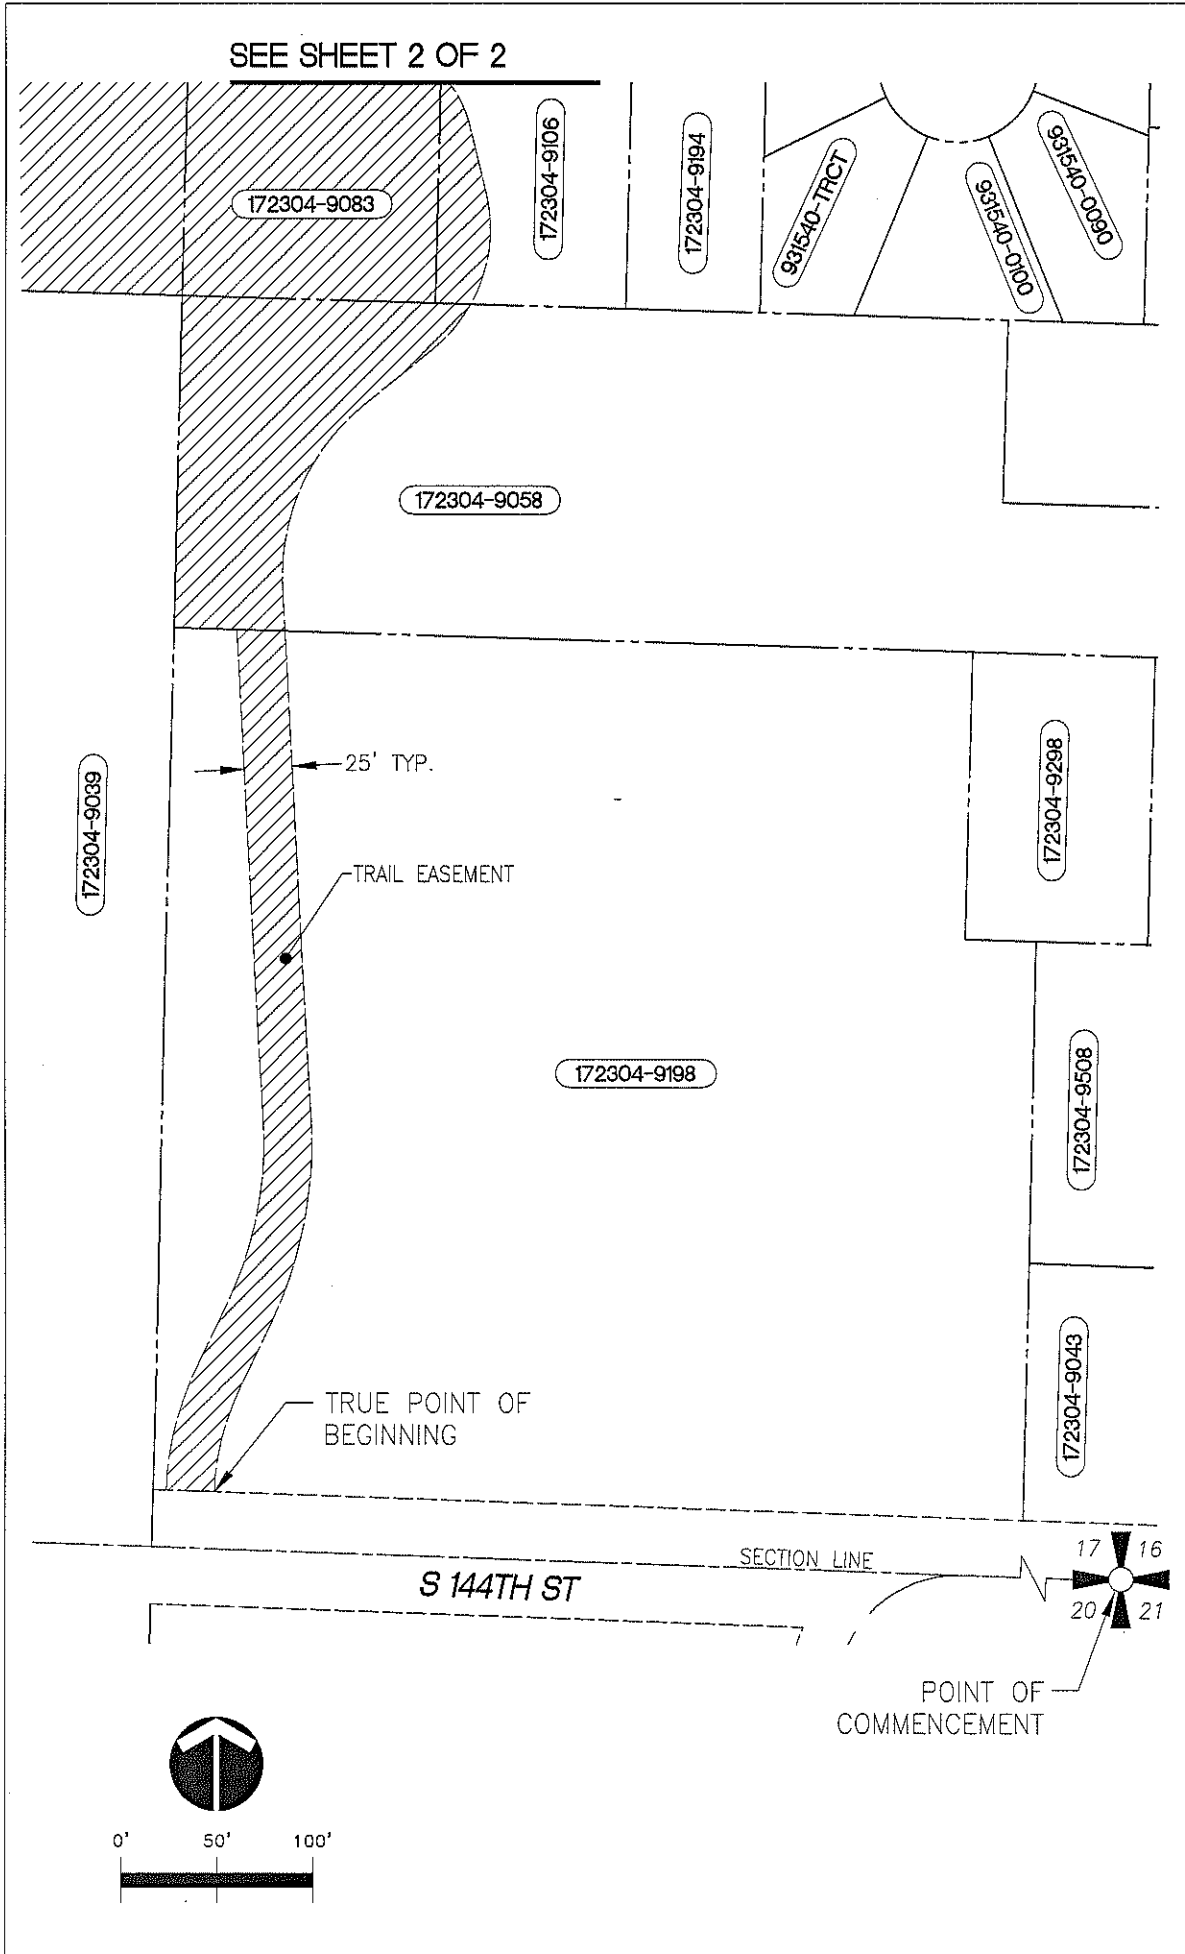 SEE SHEET 2 OF 2
172304-9083
172304-9106
172304-9194
931540-TRCT
931540-0100
931540-0090
172304-9058
25' TYP.
172304-9039
172304-9298
TRAIL EASEMENT
172304-9198
172304-9508
172304-9043
TRUE POINT OF
BEGINNING
SECTION LINE
S 144TH ST
17 16
20 21
POINT OF
COMMENCEMENT
0' 50' 100'